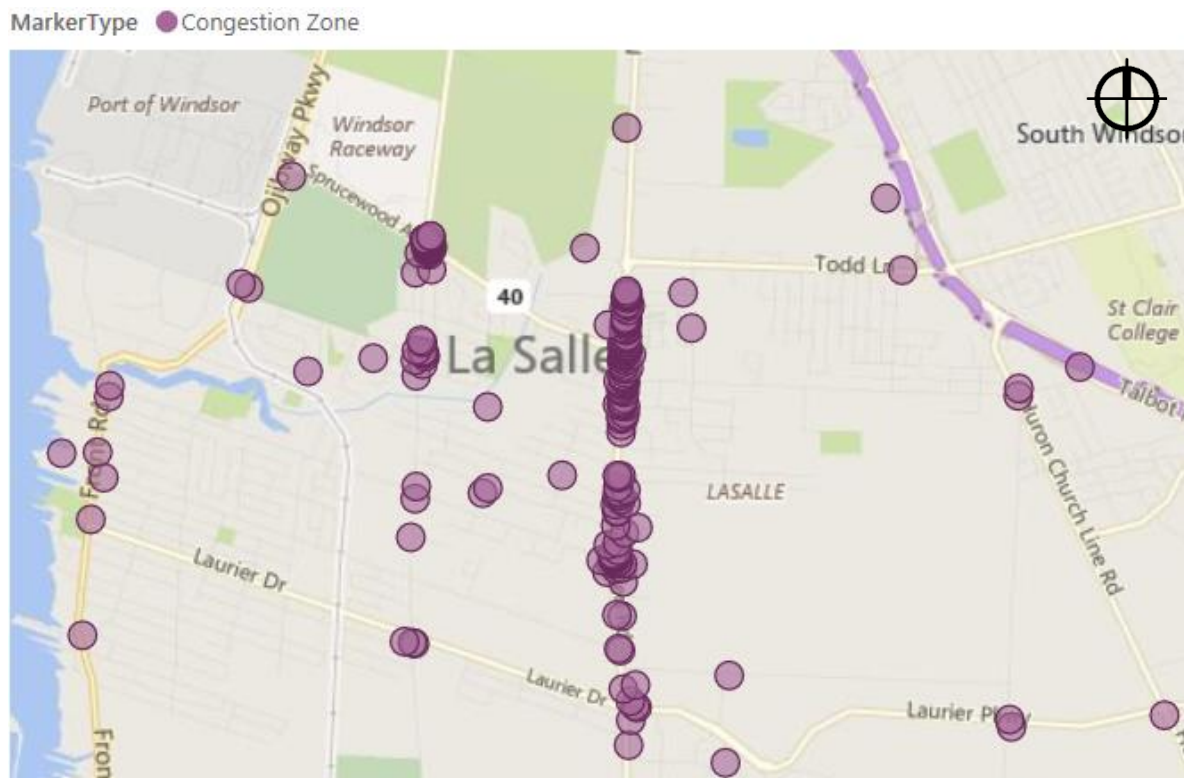 MarkerType Congestion Zone
Port of Windsor
Ojibway Pkwy
Windsor
Raceway
Sprucewood
South Windsor
Todd Ln
40
St Clair
College
La Salle
Talbot
Front Rd
Huron Church Line Rd
LASALLE
Laurier Dr
Laurier Dr
Laurier Pkwy
Fron